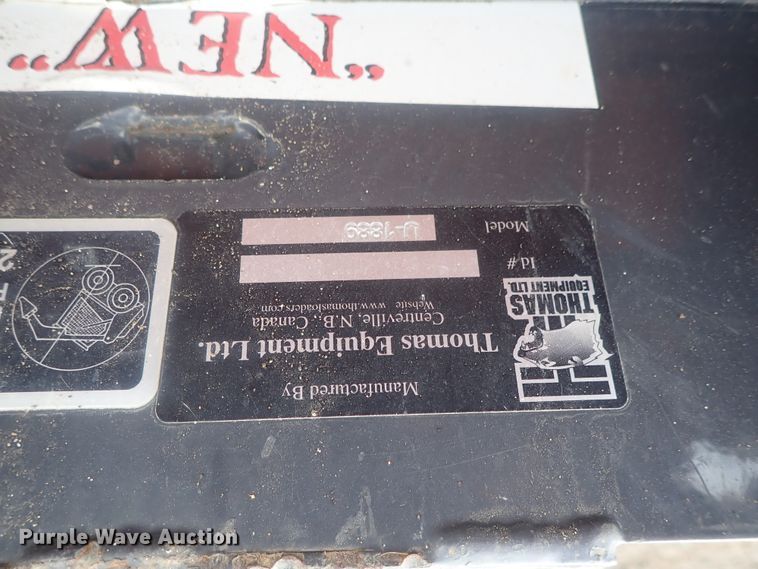 "NEW"
Manufactured By
Thomas Equipment Ltd.
Centreville, N.B., Canada
Website www.thomasloaders.com
Id#
Model
THOMAS
EQUIPMENT LTD.
Purple Wave Auction